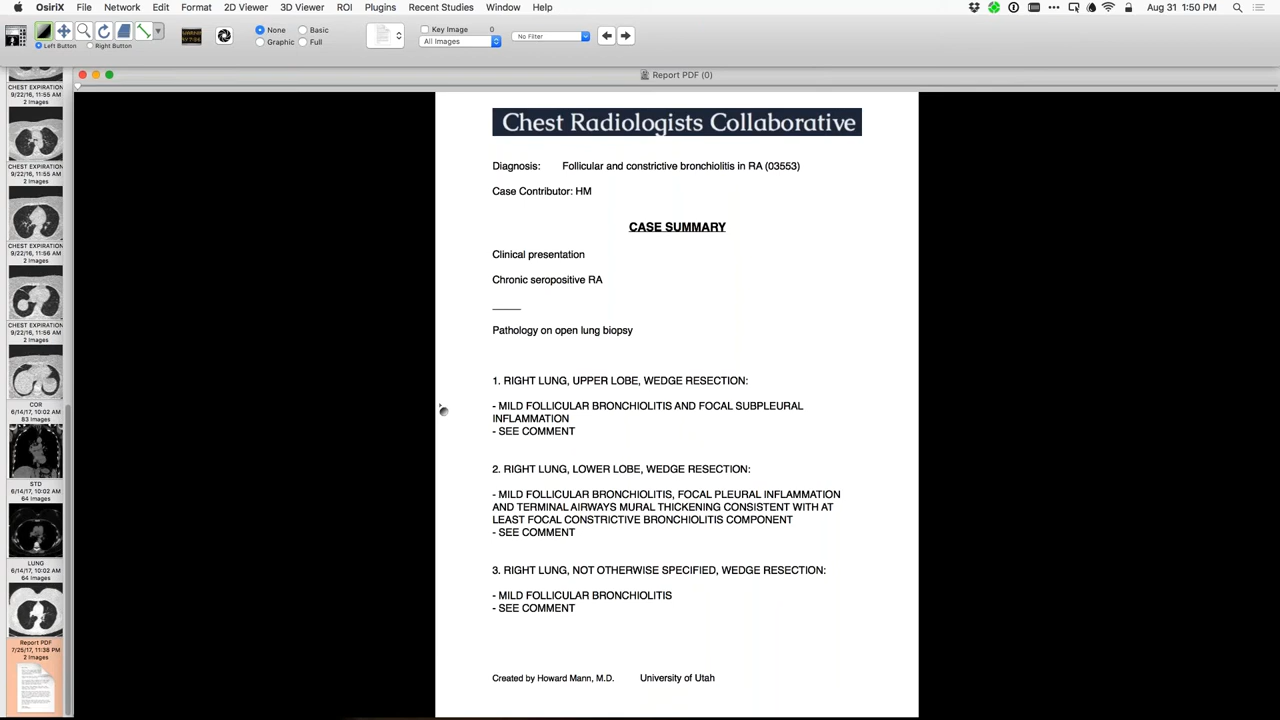 OsiriX File Network Edit Format 2D Viewer 3D Viewer ROI Plugins Recent Studies Window Help Aug 31 1:50 PM
None Basic
Graphic Full
Left Button Right Button
Key Image 0
All Images
No Filter
Report PDF (0)
CHEST EXPIRATION
9/22/16, 11:55 AM
2 Images
CHEST EXPIRATION
9/22/16, 11:55 AM
2 Images
CHEST EXPIRATION
9/22/16, 11:56 AM
2 Images
CHEST EXPIRATION
9/22/16, 11:56 AM
2 Images
COR
6/14/17, 10:02 AM
83 Images
STD
6/14/17, 10:02 AM
64 Images
LUNG
6/14/17, 10:02 AM
64 Images
Report PDF
7/25/17, 11:38 PM
2 Images
Chest Radiologists Collaborative
Diagnosis: Follicular and constrictive bronchiolitis in RA (03553)
Case Contributor: HM
CASE SUMMARY
Clinical presentation
Chronic seropositive RA
Pathology on open lung biopsy
1. RIGHT LUNG, UPPER LOBE, WEDGE RESECTION:
- MILD FOLLICULAR BRONCHIOLITIS AND FOCAL SUBPLEURAL
INFLAMMATION
- SEE COMMENT
2. RIGHT LUNG, LOWER LOBE, WEDGE RESECTION:
- MILD FOLLICULAR BRONCHIOLITIS, FOCAL PLEURAL INFLAMMATION
AND TERMINAL AIRWAYS MURAL THICKENING CONSISTENT WITH AT
LEAST FOCAL CONSTRICTIVE BRONCHIOLITIS COMPONENT
- SEE COMMENT
3. RIGHT LUNG, NOT OTHERWISE SPECIFIED, WEDGE RESECTION:
- MILD FOLLICULAR BRONCHIOLITIS
- SEE COMMENT
Created by Howard Mann, M.D. University of Utah